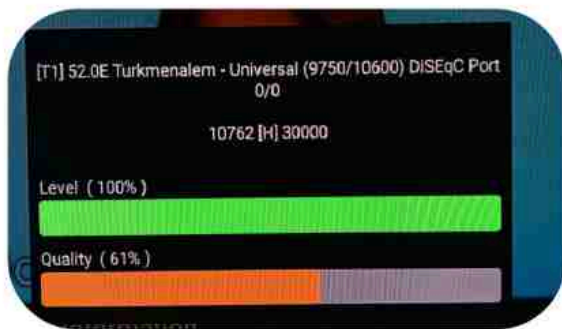 [T1] 52.0E Turkmenalem - Universal (9750/10600) DiSEqC Port
0/0
10762 [H] 30000
Level ( 100% )
Quality ( 61% )